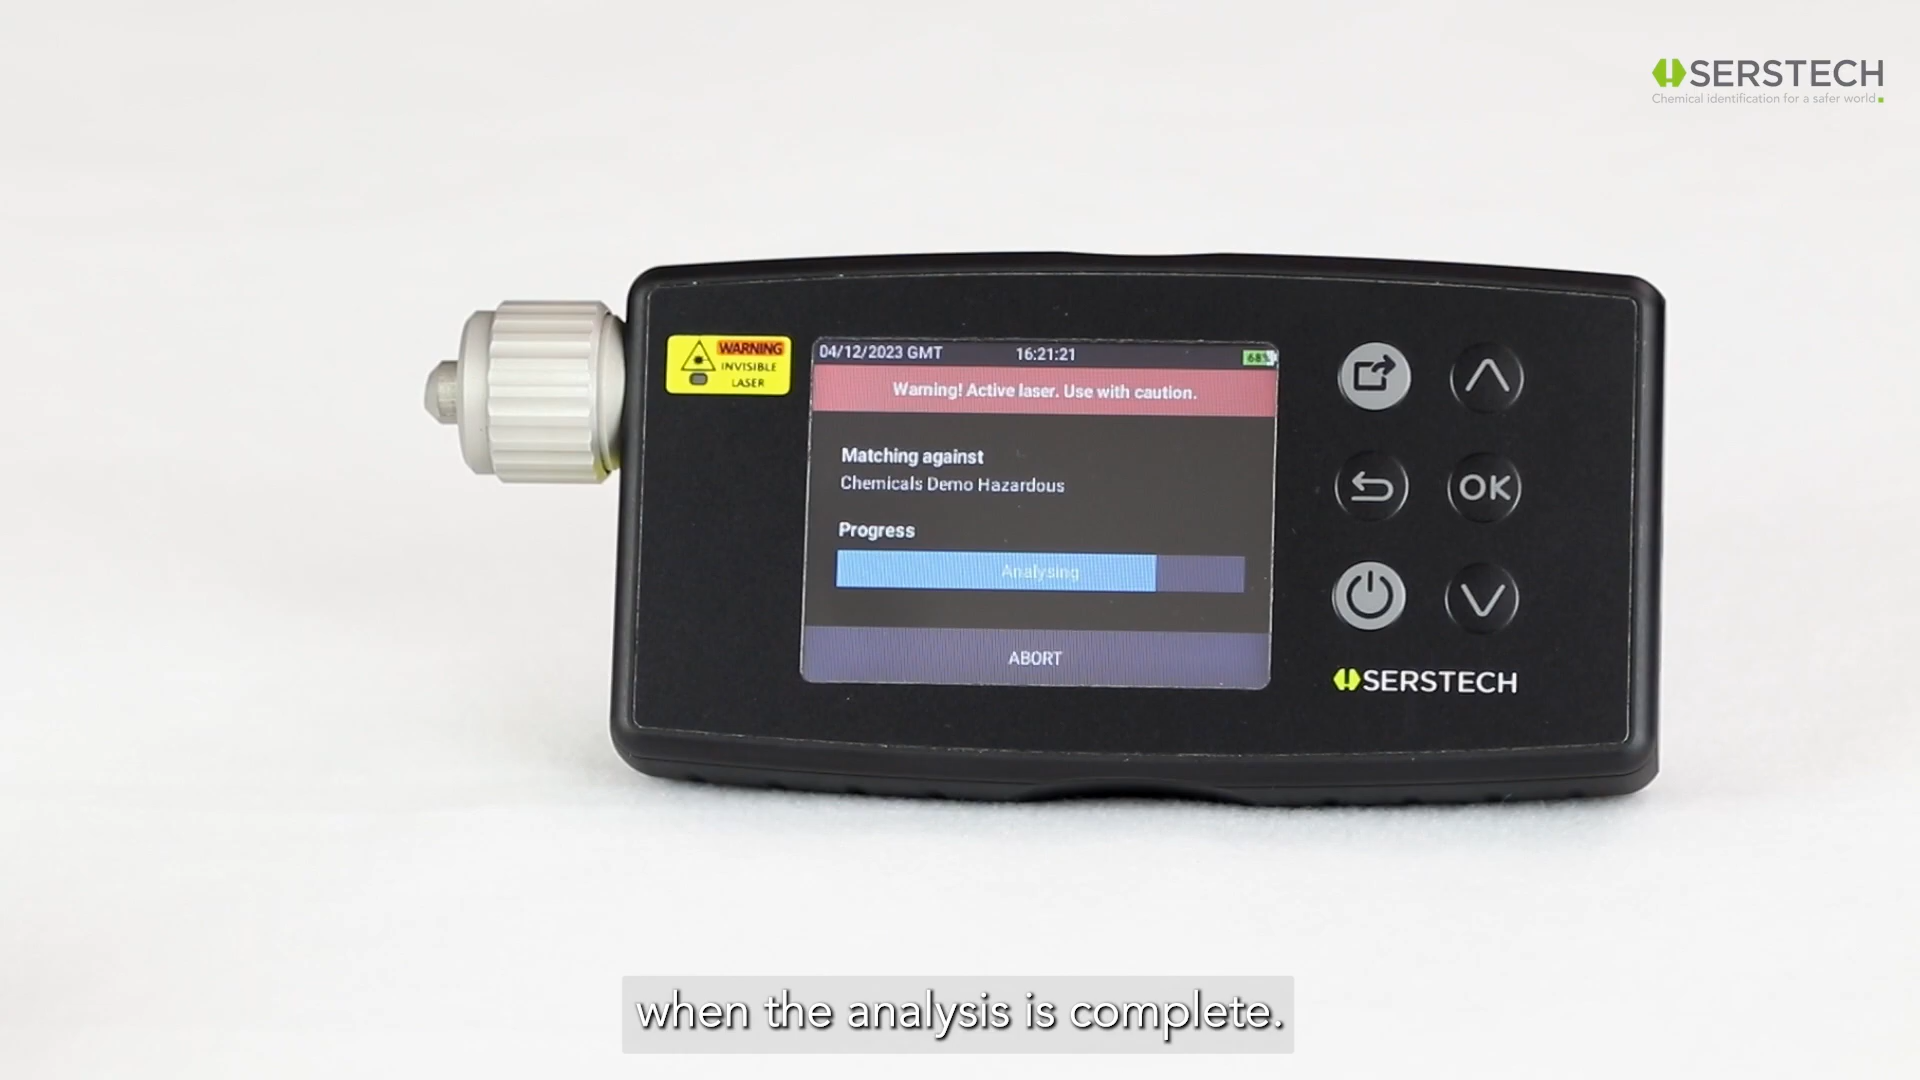 SERSTECH
Chemical identification for a safer world
WARNING
INVISIBLE
LASER
04/12/2023 GMT 16:21:21 68%
Warning! Active laser. Use with caution.
Matching against
Chemicals Demo Hazardous
Progress
Analysing
ABORT
OK
SERSTECH
when the analysis is complete.